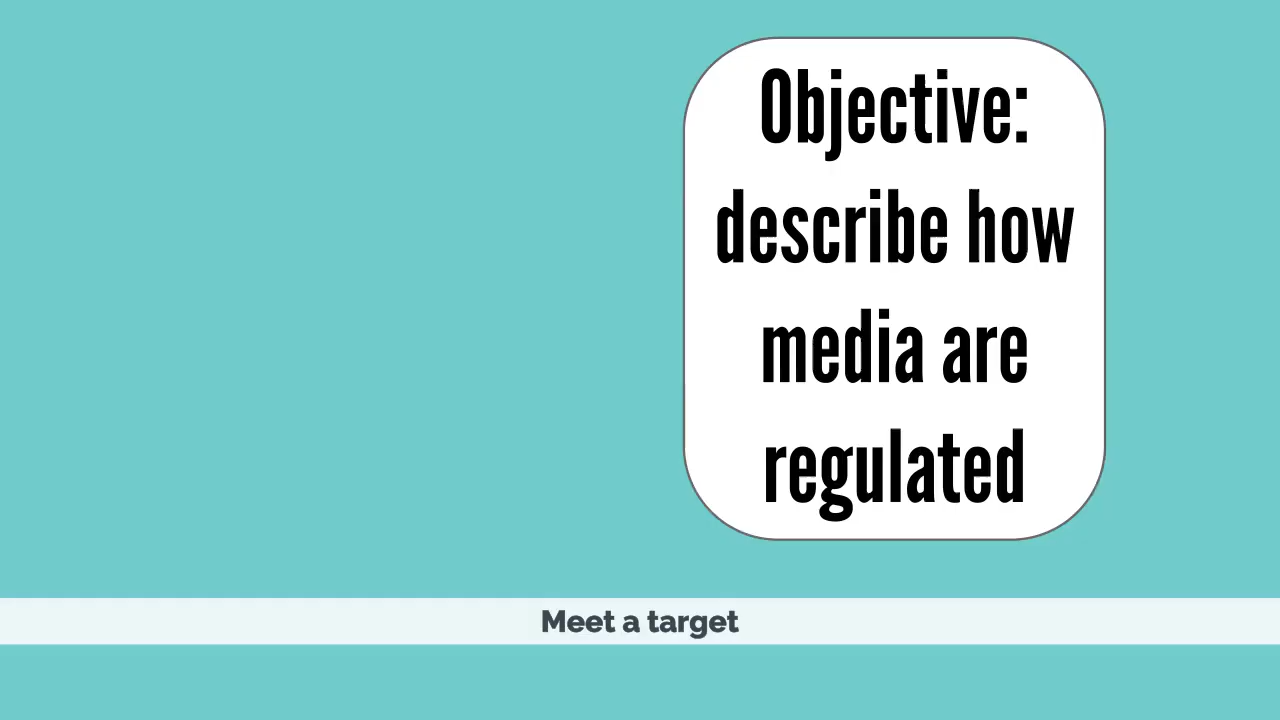 Objective:
describe how
media are
regulated
Meet a target